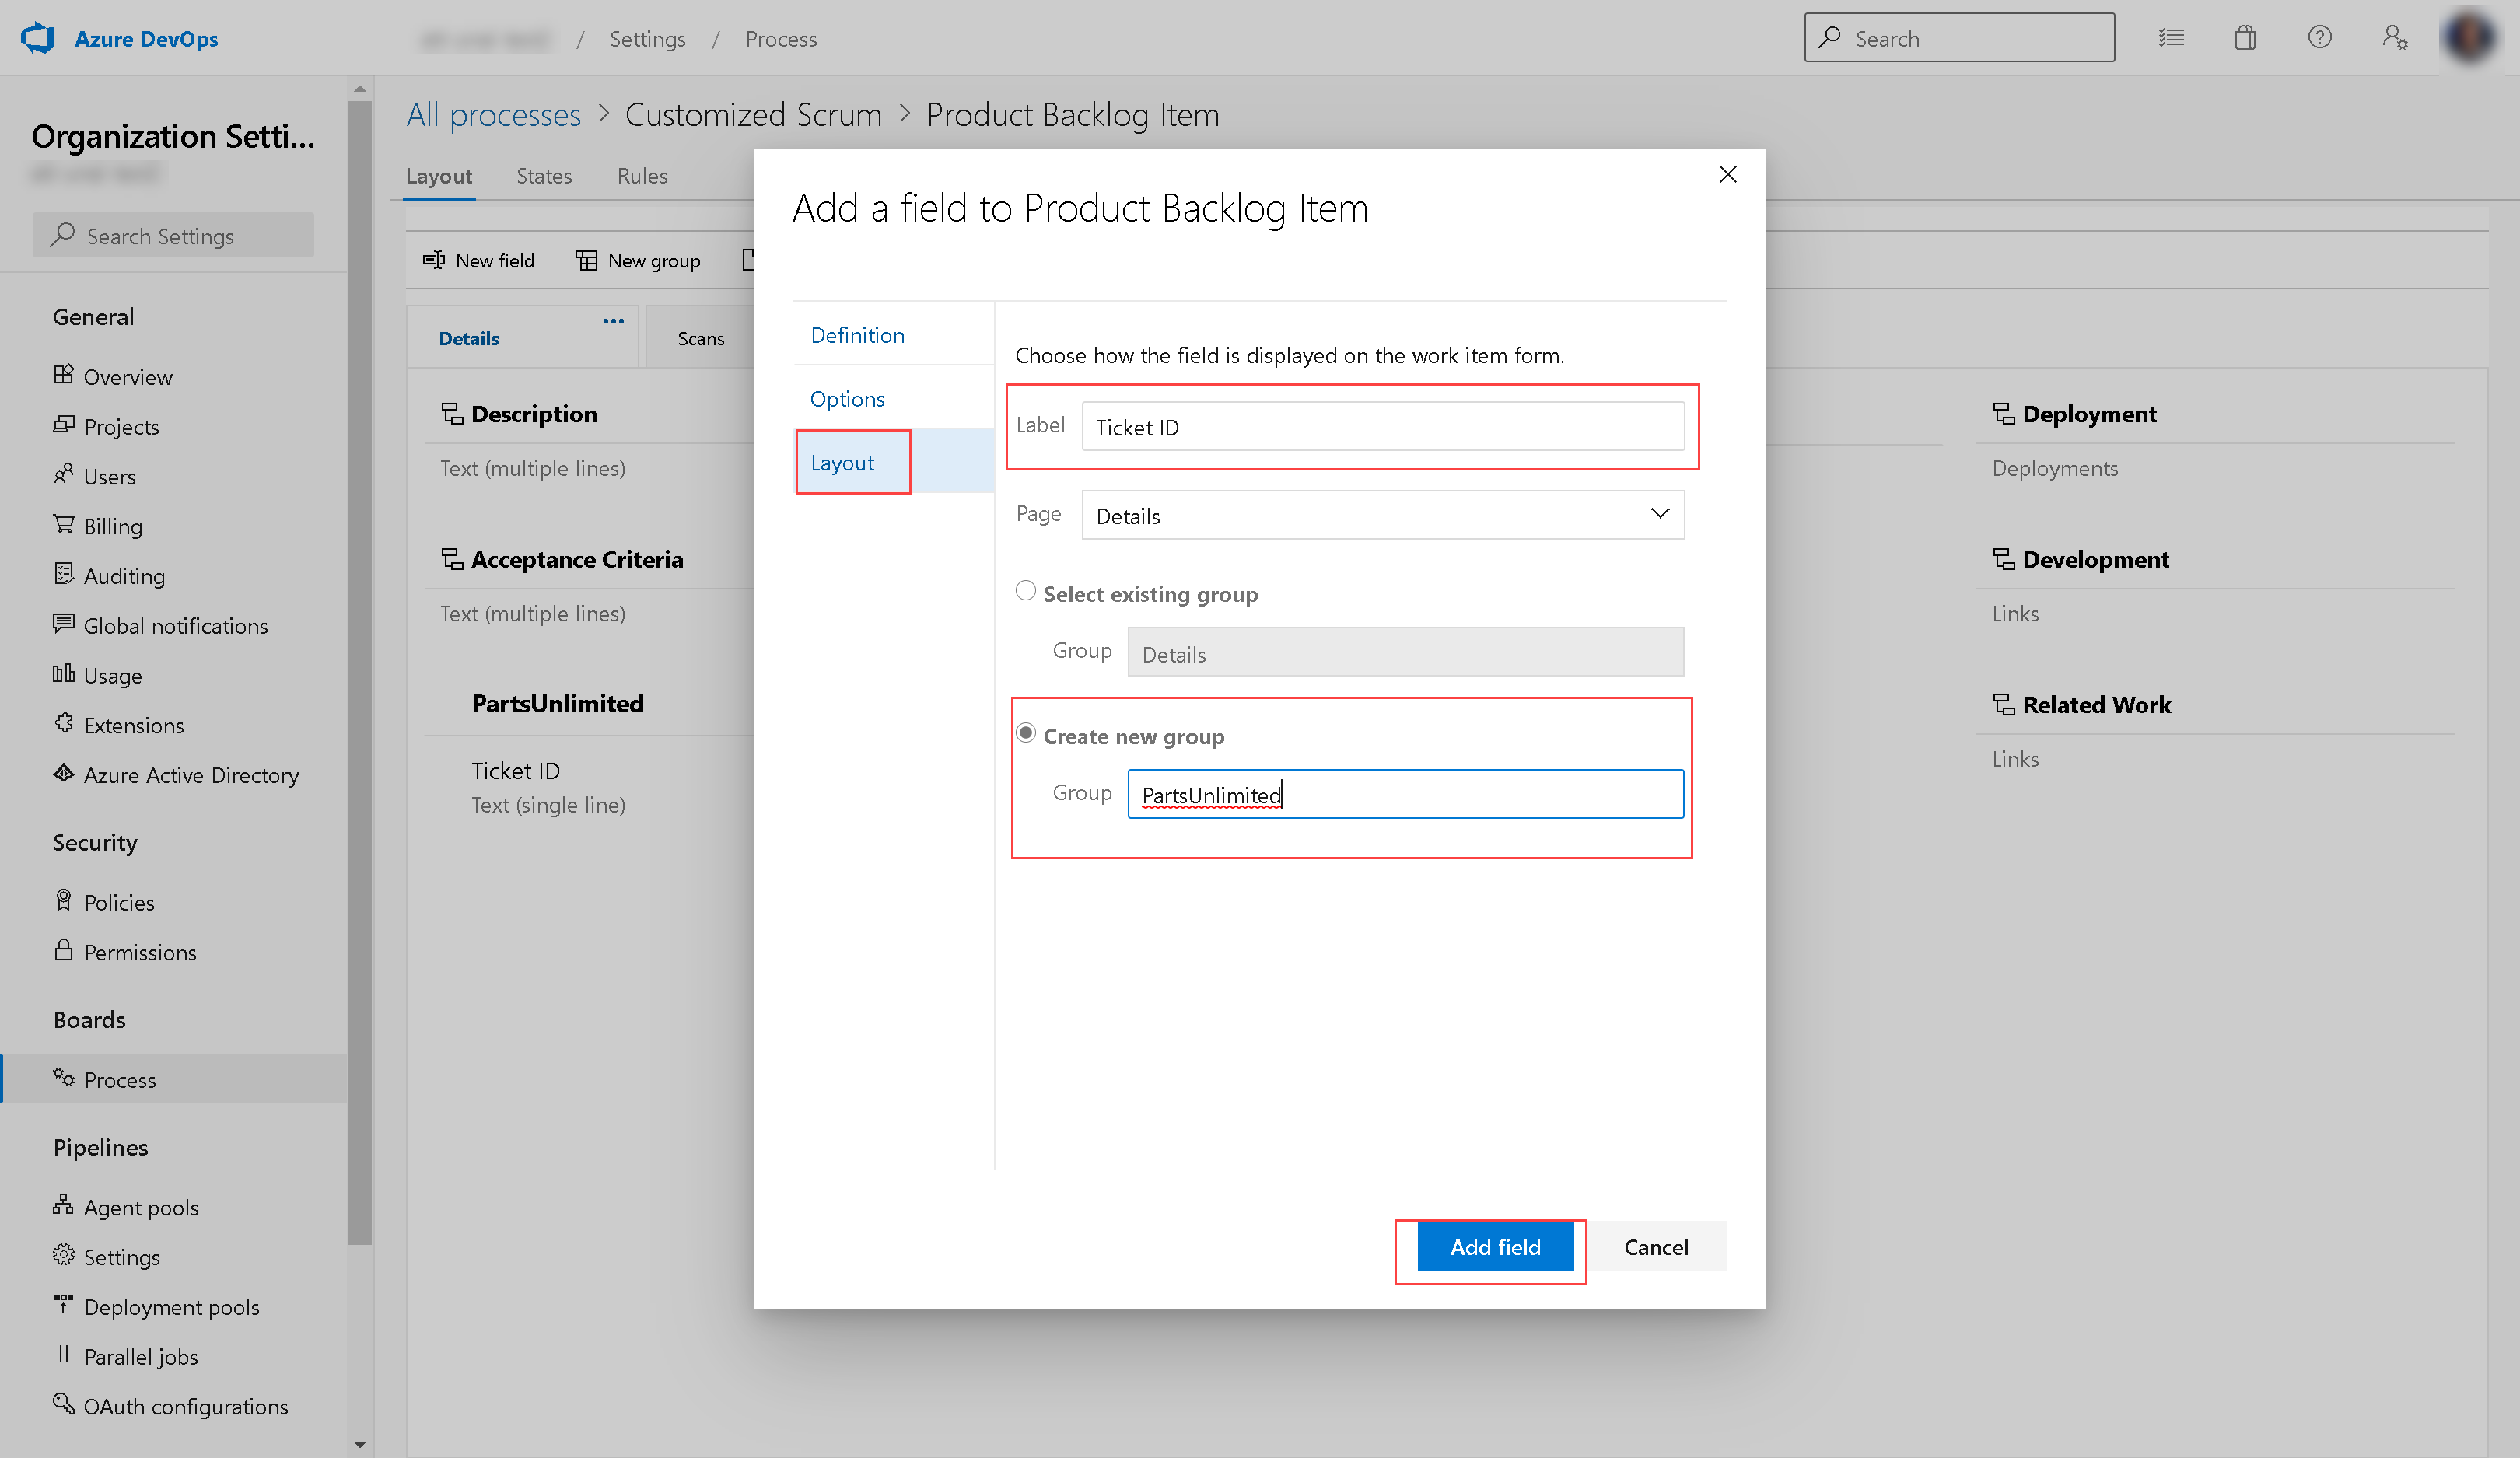 Azure DevOps
/ Settings / Process
Search
Organization Setti...
Search Settings
General
Overview
Projects
Users
Billing
Auditing
Global notifications
Usage
Extensions
Azure Active Directory
Security
Policies
Permissions
Boards
Process
Pipelines
Agent pools
Settings
Deployment pools
Parallel jobs
OAuth configurations
All processes > Customized Scrum > Product Backlog Item
Layout States Rules
New field New group
Details ... Scans
Description
Text (multiple lines)
Acceptance Criteria
Text (multiple lines)
PartsUnlimited
Ticket ID
Text (single line)
Add a field to Product Backlog Item
Definition
Options
Layout
Choose how the field is displayed on the work item form.
Label Ticket ID
Page Details
Select existing group
Group Details
Create new group
Group PartsUnlimited
Add field Cancel
Deployment
Deployments
Development
Links
Related Work
Links